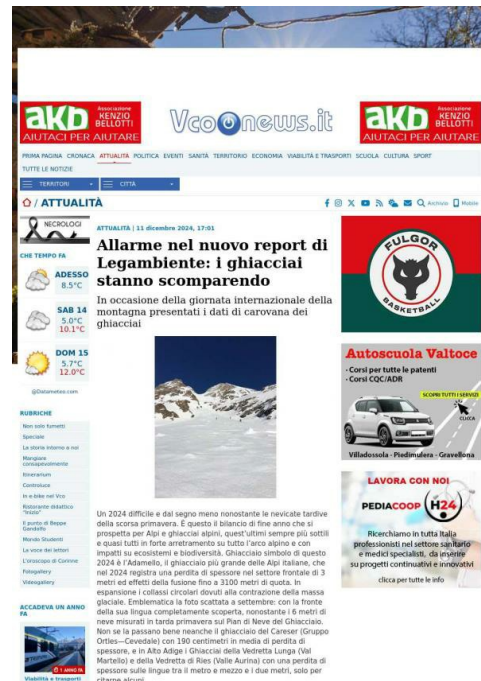 akD
Associazione
KENZIO
BELLOTTI
AIUTACI PER AIUTARE
Vcoonews.it
akD
Associazione
KENZIO
BELLOTTI
AIUTACI PER AIUTARE
PRIMA PAGINA CRONACA ATTUALITÀ POLITICA EVENTI SANITÀ TERRITORIO ECONOMIA VIABILITÀ E TRASPORTI SCUOLA CULTURA SPORT
TUTTE LE NOTIZIE
TERRITORI
CITTÀ
/ ATTUALITÀ
Archivio
Mobile
NECROLOGI
CHE TEMPO FA
ADESSO
8.5°C
SAB 14
5.0°C
10.1°C
DOM 15
5.7°C
12.0°C
@Datameteo.com
RUBRICHE
Non solo fumetti
Speciale
La storia intorno a noi
Mangiare
consapevolmente
Itinerarium
Controluce
In e-bike nel Vco
Ristorante didattico
"Inizio"
Il punto di Beppe
Gandolfo
Mondo Studenti
La voce dei lettori
L'oroscopo di Corinne
Fotogallery
Videogallery
ACCADEVA UN ANNO
FA
1 ANNO FA
Viabilità e trasporti
ATTUALITÀ | 11 dicembre 2024, 17:01
Allarme nel nuovo report di
Legambiente: i ghiacciai
stanno scomparendo
In occasione della giornata internazionale della
montagna presentati i dati di carovana dei
ghiacciai
Un 2024 difficile e dal segno meno nonostante le nevicate tardive
della scorsa primavera. È questo il bilancio di fine anno che si
prospetta per Alpi e ghiacciai alpini, quest'ultimi sempre più sottili
e quasi tutti in forte arretramento su tutto l'arco alpino e con
impatti su ecosistemi e biodiversità. Ghiacciaio simbolo di questo
2024 è l'Adamello, il ghiacciaio più grande delle Alpi italiane, che
nel 2024 registra una perdita di spessore nel settore frontale di 3
metri ed effetti della fusione fino a 3100 metri di quota. In
espansione i collassi circolari dovuti alla contrazione della massa
glaciale. Emblematica la foto scattata a settembre: con la fronte
della sua lingua completamente scoperta, nonostante i 6 metri di
neve misurati in tarda primavera sul Pian di Neve del Ghiacciaio.
Non se la passano bene neanche il ghiacciaio del Careser (Gruppo
Ortles—Cevedale) con 190 centimetri in media di perdita di
spessore, e in Alto Adige i Ghiacciai della Vedretta Lunga (Val
Martello) e della Vedretta di Ries (Valle Aurina) con una perdita di
spessore sulle lingue tra il metro e mezzo e i due metri, solo per
citarne alcuni.
FULGOR
BASKETBALL
Autoscuola Valtoce
- Corsi per tutte le patenti
- Corsi CQC/ADR
SCOPRI TUTTI I SERVIZI
CLICCA
Villadossola - Piedimulera - Gravellona
LAVORA CON NOI
PEDIACOOP
H24
Ricerchiamo in tutta Italia
professionisti nel settore sanitario
e medici specialisti, da inserire
su progetti continuativi e innovativi
clicca per tutte le info